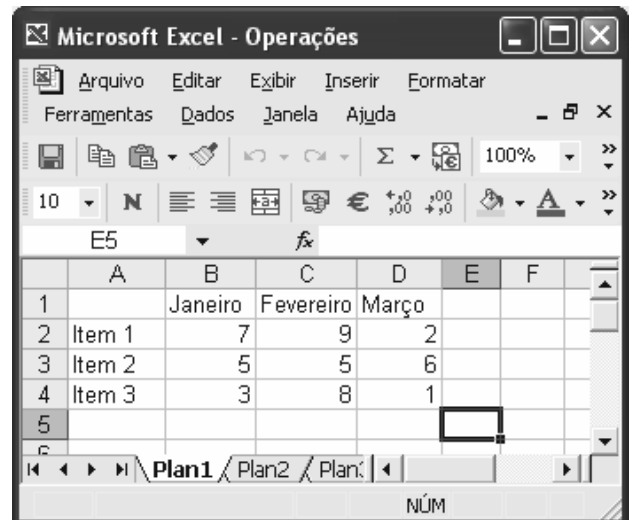 Microsoft Excel - Operações
Arquivo Editar Exibir Inserir Formatar
Ferramentas Dados Janela Ajuda
Σ 100%
10 N € ,00 ,00 A
E5 fx
A B C D E F
1 Janeiro Fevereiro Março
2 Item 1 7 9 2
3 Item 2 5 5 6
4 Item 3 3 8 1
5
Plan1 Plan2
NÚM